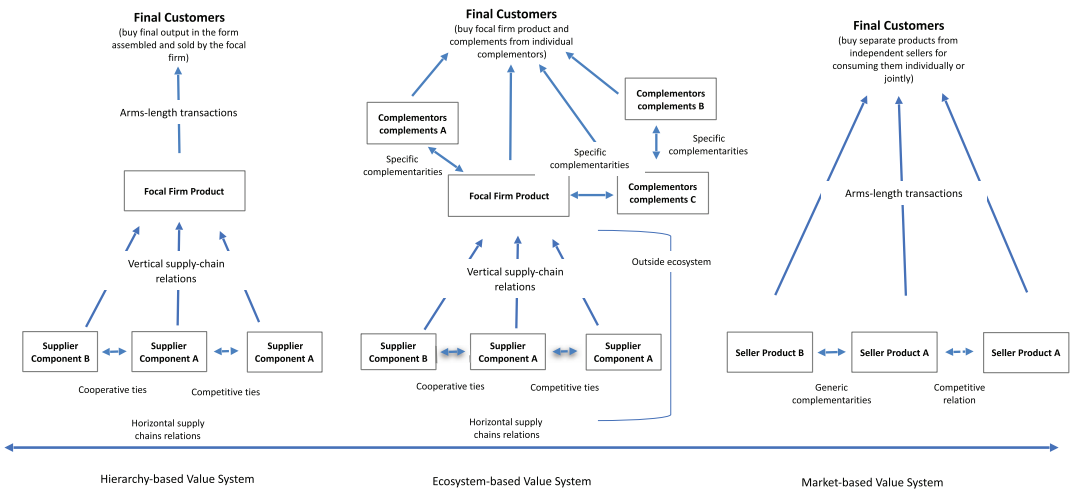 Final Customers
(buy final output in the form
assembled and sold by the focal
firm)
Arms-length transactions
Focal Firm Product
Vertical supply-chain
relations
Supplier
Component B
Supplier
Component A
Supplier
Component A
Cooperative ties
Competitive ties
Horizontal supply
chains relations
Hierarchy-based Value System
Final Customers
(buy focal firm product and
complements from individual
complementors)
Complementors
complements A
Complementors
complements B
Specific
complementarities
Specific
complementarities
Specific
complementarities
Focal Firm Product
Complementors
complements C
Outside ecosystem
Vertical supply-chain
relations
Supplier
Component B
Supplier
Component A
Supplier
Component A
Cooperative ties
Competitive ties
Horizontal supply
chains relations
Ecosystem-based Value System
Final Customers
(buy separate products from
independent sellers for
consuming them individually or
jointly)
Arms-length transactions
Seller Product B
Seller Product A
Seller Product A
Generic
complementarities
Competitive
relation
Market-based Value System